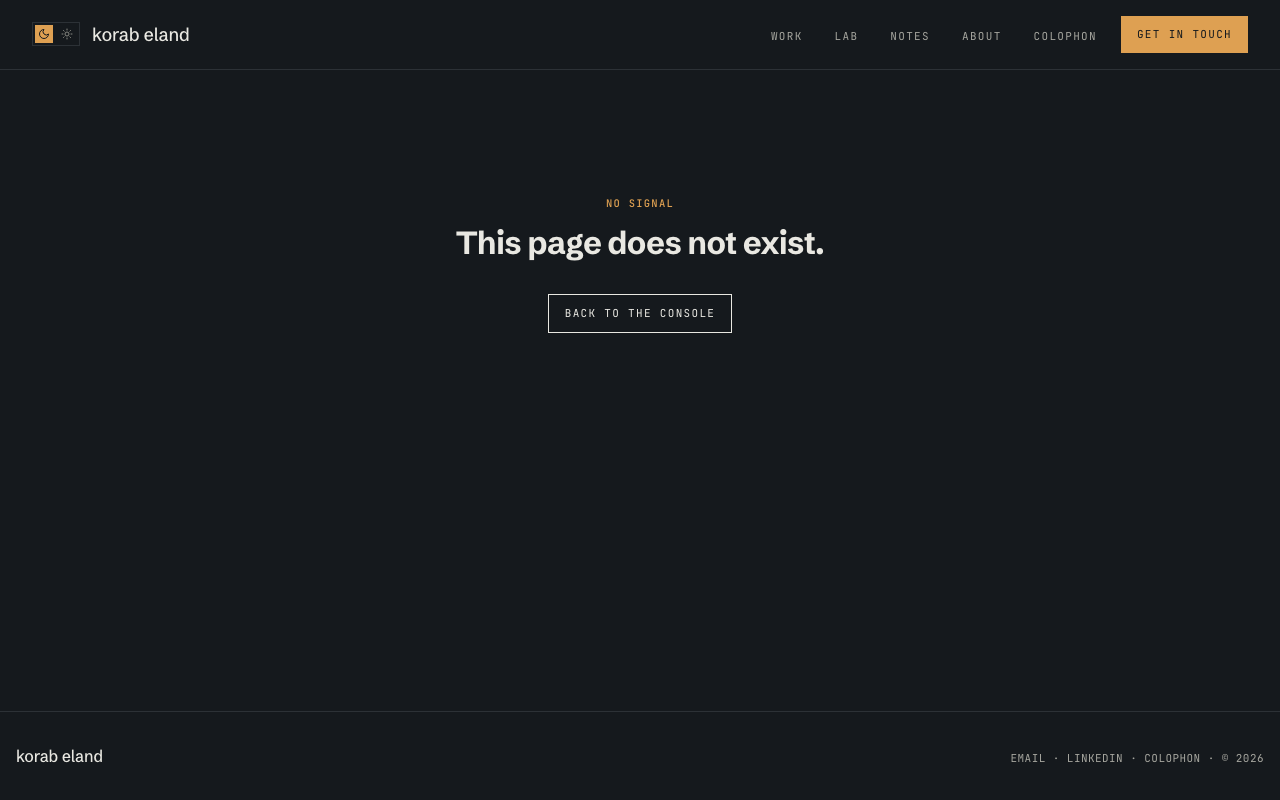 korab eland
WORK LAB NOTES ABOUT COLOPHON GET IN TOUCH
NO SIGNAL
This page does not exist.
BACK TO THE CONSOLE
korab eland
EMAIL · LINKEDIN · COLOPHON · © 2026